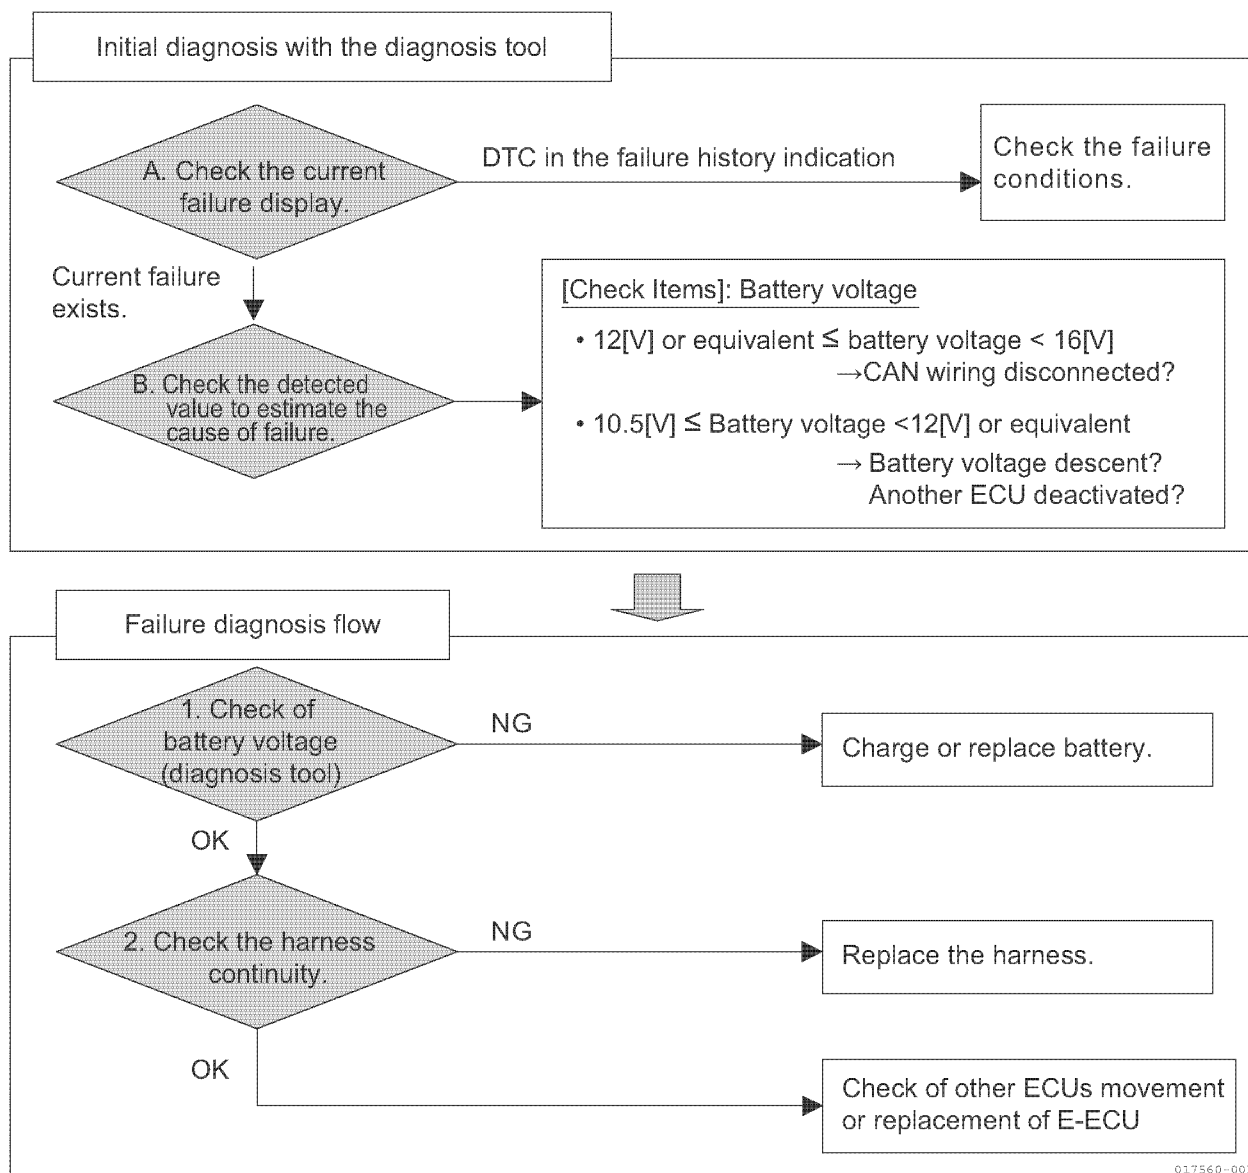 Initial diagnosis with the diagnosis tool
A. Check the current
failure display.
DTC in the failure history indication
Check the failure
conditions.
Current failure
exists.
B. Check the detected
value to estimate the
cause of failure.
[Check Items]: Battery voltage
• 12[V] or equivalent ≤ battery voltage < 16[V]
→CAN wiring disconnected?
• 10.5[V] ≤ Battery voltage <12[V] or equivalent
→ Battery voltage descent?
Another ECU deactivated?
Failure diagnosis flow
1. Check of
battery voltage
(diagnosis tool)
NG
Charge or replace battery.
OK
2. Check the harness
continuity.
NG
Replace the harness.
OK
Check of other ECUs movement
or replacement of E-ECU